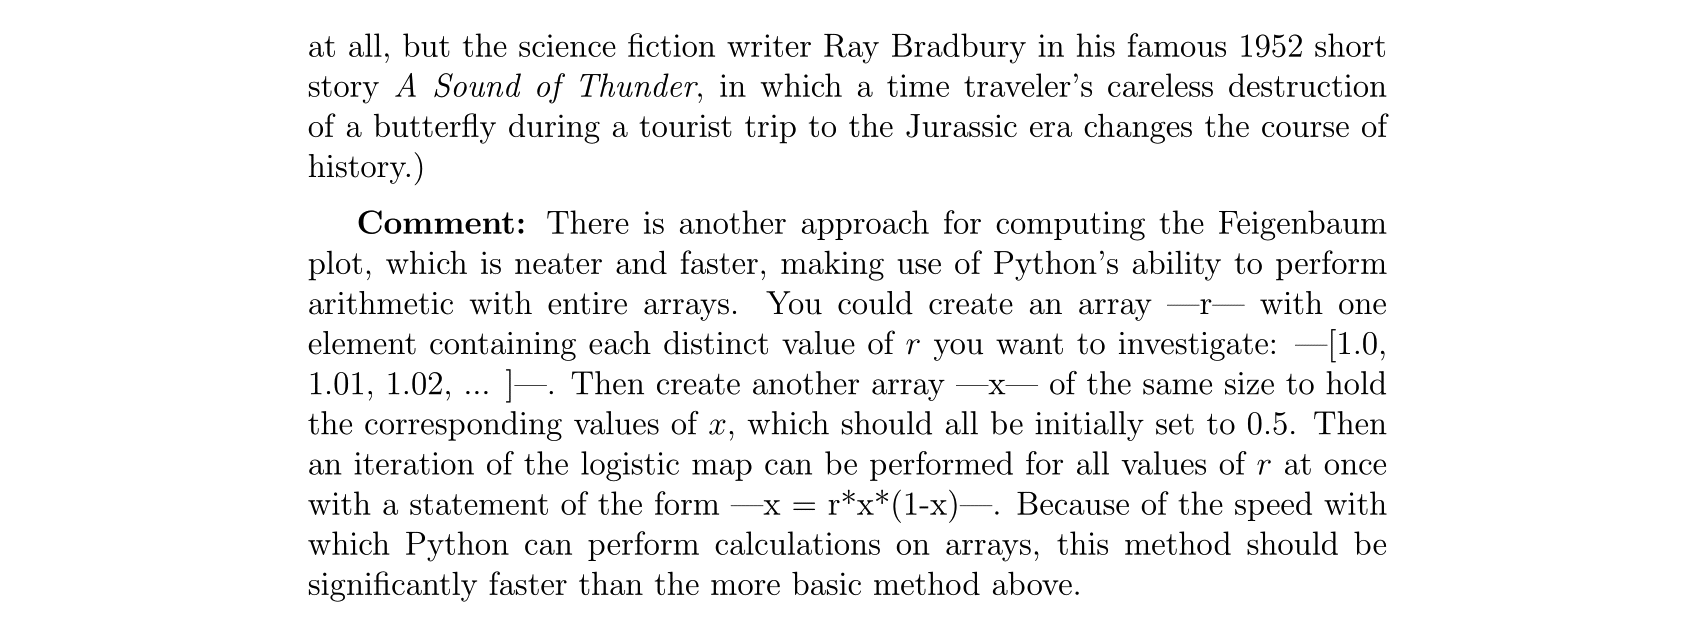 at all, but the science fiction writer Ray Bradbury in his famous 1952 short
story A Sound of Thunder, in which a time traveler's careless destruction
of a butterfly during a tourist trip to the Jurassic era changes the course of
history.)
Comment: There is another approach for computing the Feigenbaum
plot, which is neater and faster, making use of Python's ability to perform
arithmetic with entire arrays. You could create an array —r— with one
element containing each distinct value of r you want to investigate: —[1.0,
1.01, 1.02, ... ]—. Then create another array —x— of the same size to hold
the corresponding values of x, which should all be initially set to 0.5. Then
an iteration of the logistic map can be performed for all values of r at once
with a statement of the form —x = r*x*(1-x)—. Because of the speed with
which Python can perform calculations on arrays, this method should be
significantly faster than the more basic method above.